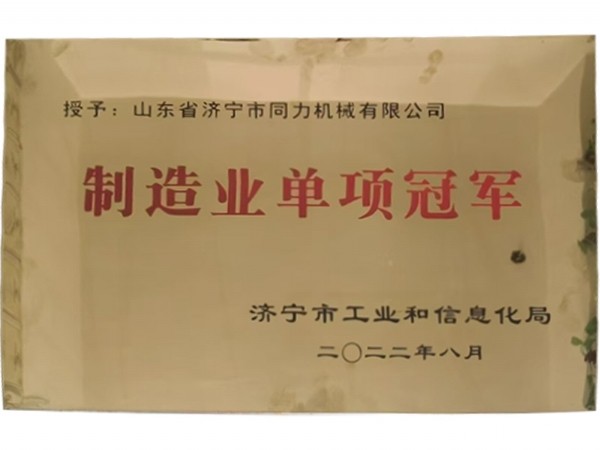 授予：山东省济宁市同力机械有限公司
制造业单项冠军
济宁市工业和信息化局
二〇二二年八月